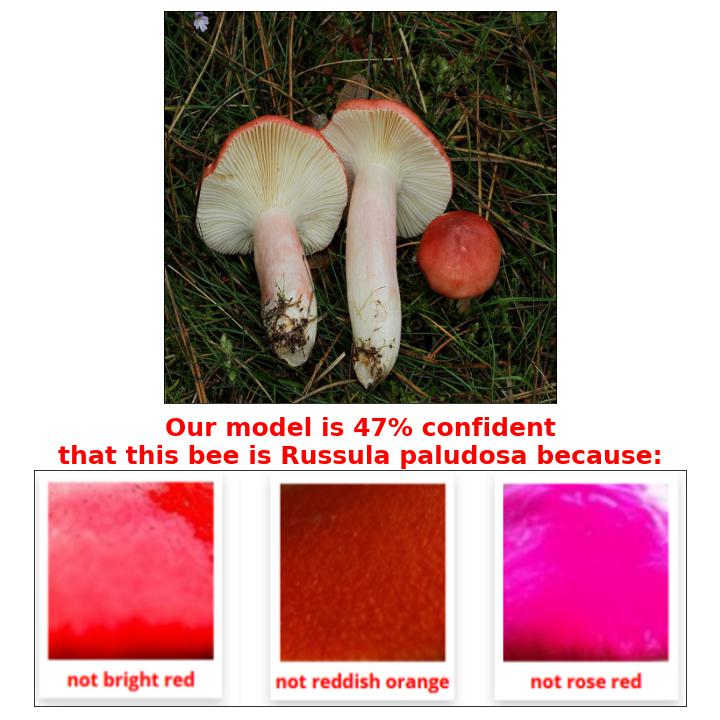 Our model is 47% confident
that this bee is Russula paludosa because:
not bright red
not reddish orange
not rose red